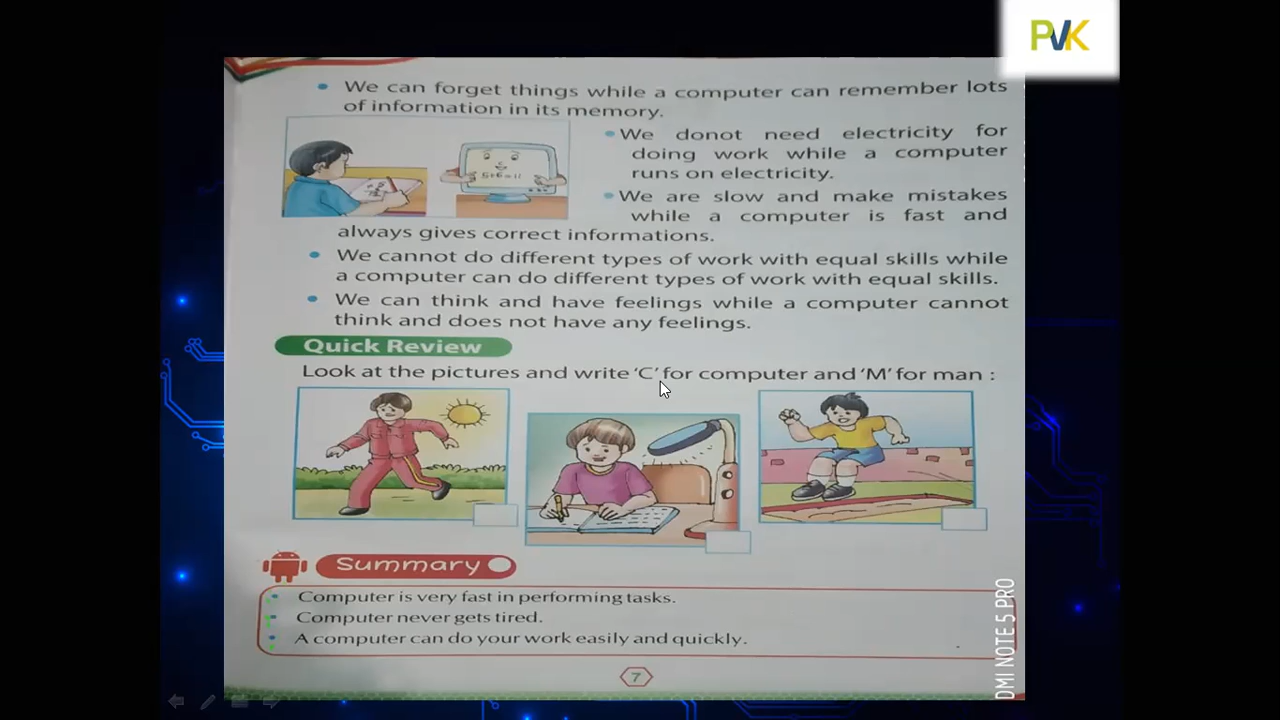 PVK
• We can forget things while a computer can remember lots
of information in its memory.
5+6=11
• We donot need electricity for
doing work while a computer
runs on electricity.
• We are slow and make mistakes
while a computer is fast and
always gives correct informations.
• We cannot do different types of work with equal skills while
a computer can do different types of work with equal skills.
• We can think and have feelings while a computer cannot
think and does not have any feelings.
Quick Review
Look at the pictures and write ‘C’ for computer and ‘M’ for man :
Summary
• Computer is very fast in performing tasks.
• Computer never gets tired.
• A computer can do your work easily and quickly.
7
DMI NOTE 5 PRO